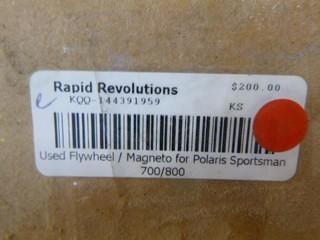 Rapid Revolutions $200.00
KQQ-144391959 KS
e
Used Flywheel / Magneto for Polaris Sportsman
700/800